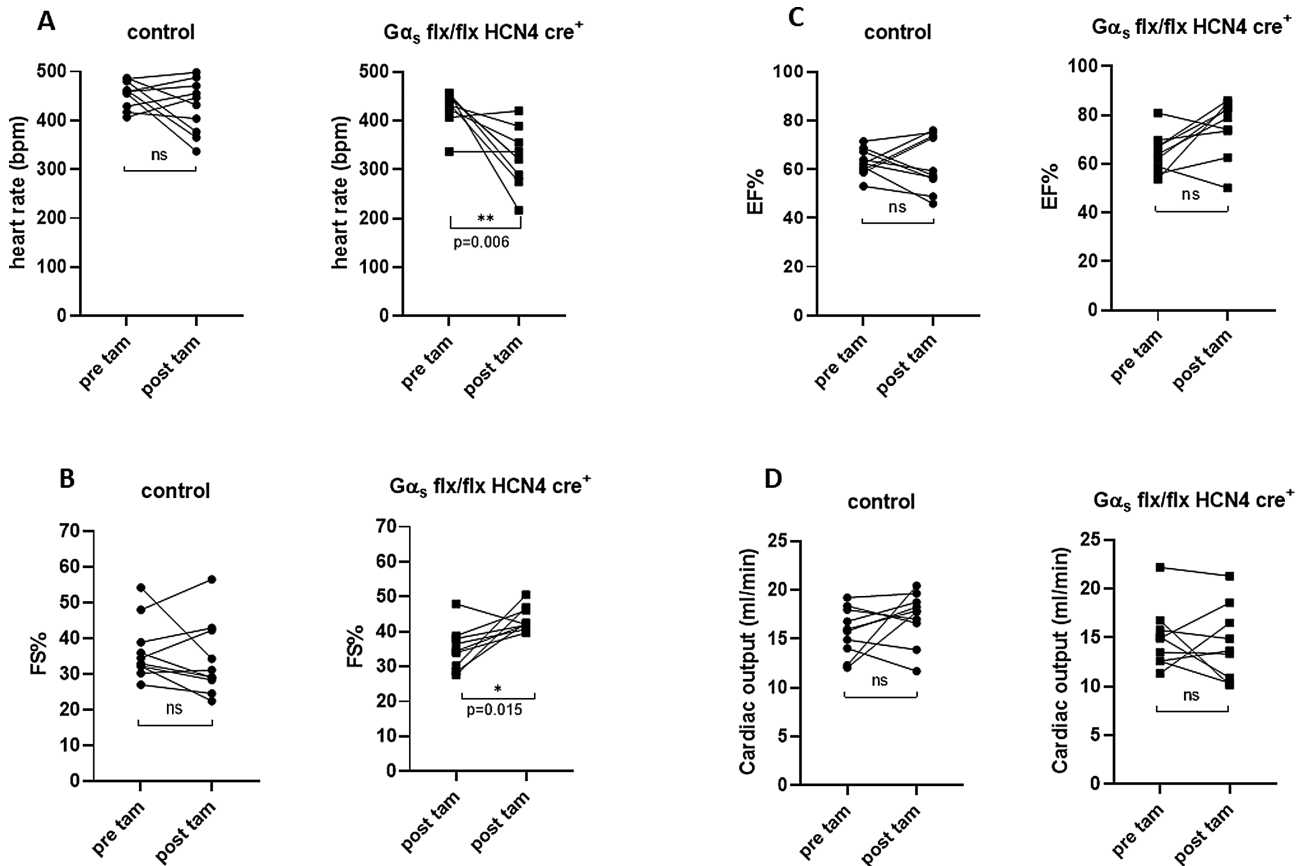 A
control
heart rate (bpm)
500
400
300
200
100
0
ns
pre tam
post tam
Gαs flx/flx HCN4 cre+
heart rate (bpm)
500
400
300
200
100
0
**
p=0.006
pre tam
post tam
C
control
EF%
100
80
60
40
20
0
ns
pre tam
post tam
Gαs flx/flx HCN4 cre+
EF%
100
80
60
40
20
0
ns
pre tam
post tam
B
control
FS%
70
60
50
40
30
20
10
0
ns
pre tam
post tam
Gαs flx/flx HCN4 cre+
FS%
70
60
50
40
30
20
10
0
*
p=0.015
post tam
post tam
D
control
Cardiac output (ml/min)
25
20
15
10
5
0
ns
pre tam
post tam
Gαs flx/flx HCN4 cre+
Cardiac output (ml/min)
25
20
15
10
5
0
ns
pre tam
post tam